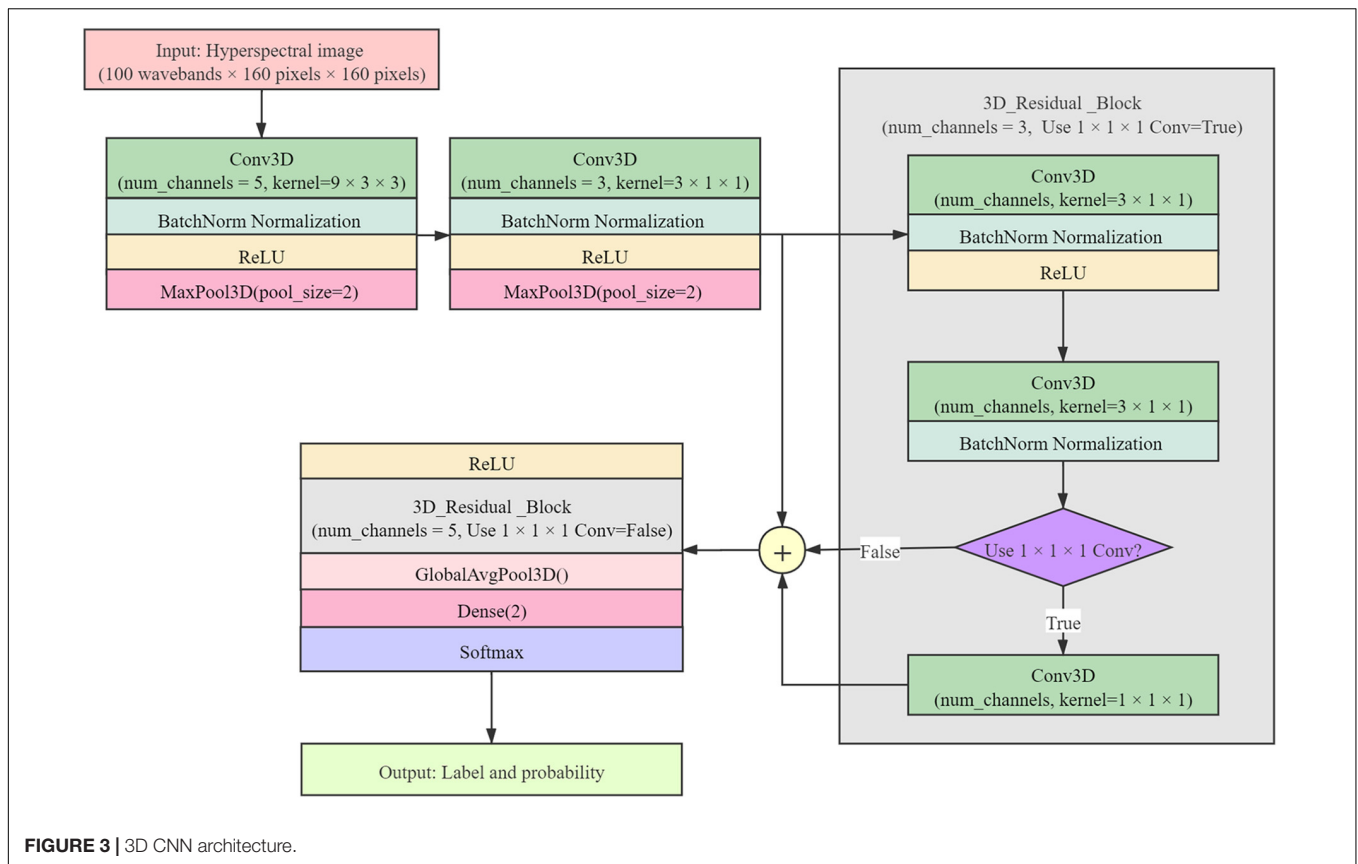 Input: Hyperspectral image
(100 wavebands × 160 pixels × 160 pixels)
Conv3D
(num_channels = 5, kernel=9 × 3 × 3)
BatchNorm Normalization
ReLU
MaxPool3D(pool_size=2)
Conv3D
(num_channels = 3, kernel=3 × 1 × 1)
BatchNorm Normalization
ReLU
MaxPool3D(pool_size=2)
3D_Residual _Block
(num_channels = 3, Use 1 × 1 × 1 Conv=True)
Conv3D
(num_channels, kernel=3 × 1 × 1)
BatchNorm Normalization
ReLU
Conv3D
(num_channels, kernel=3 × 1 × 1)
BatchNorm Normalization
Use 1 × 1 × 1 Conv?
False
True
Conv3D
(num_channels, kernel=1 × 1 × 1)
+
ReLU
3D_Residual _Block
(num_channels = 5, Use 1 × 1 × 1 Conv=False)
GlobalAvgPool3D()
Dense(2)
Softmax
Output: Label and probability
FIGURE 3 | 3D CNN architecture.